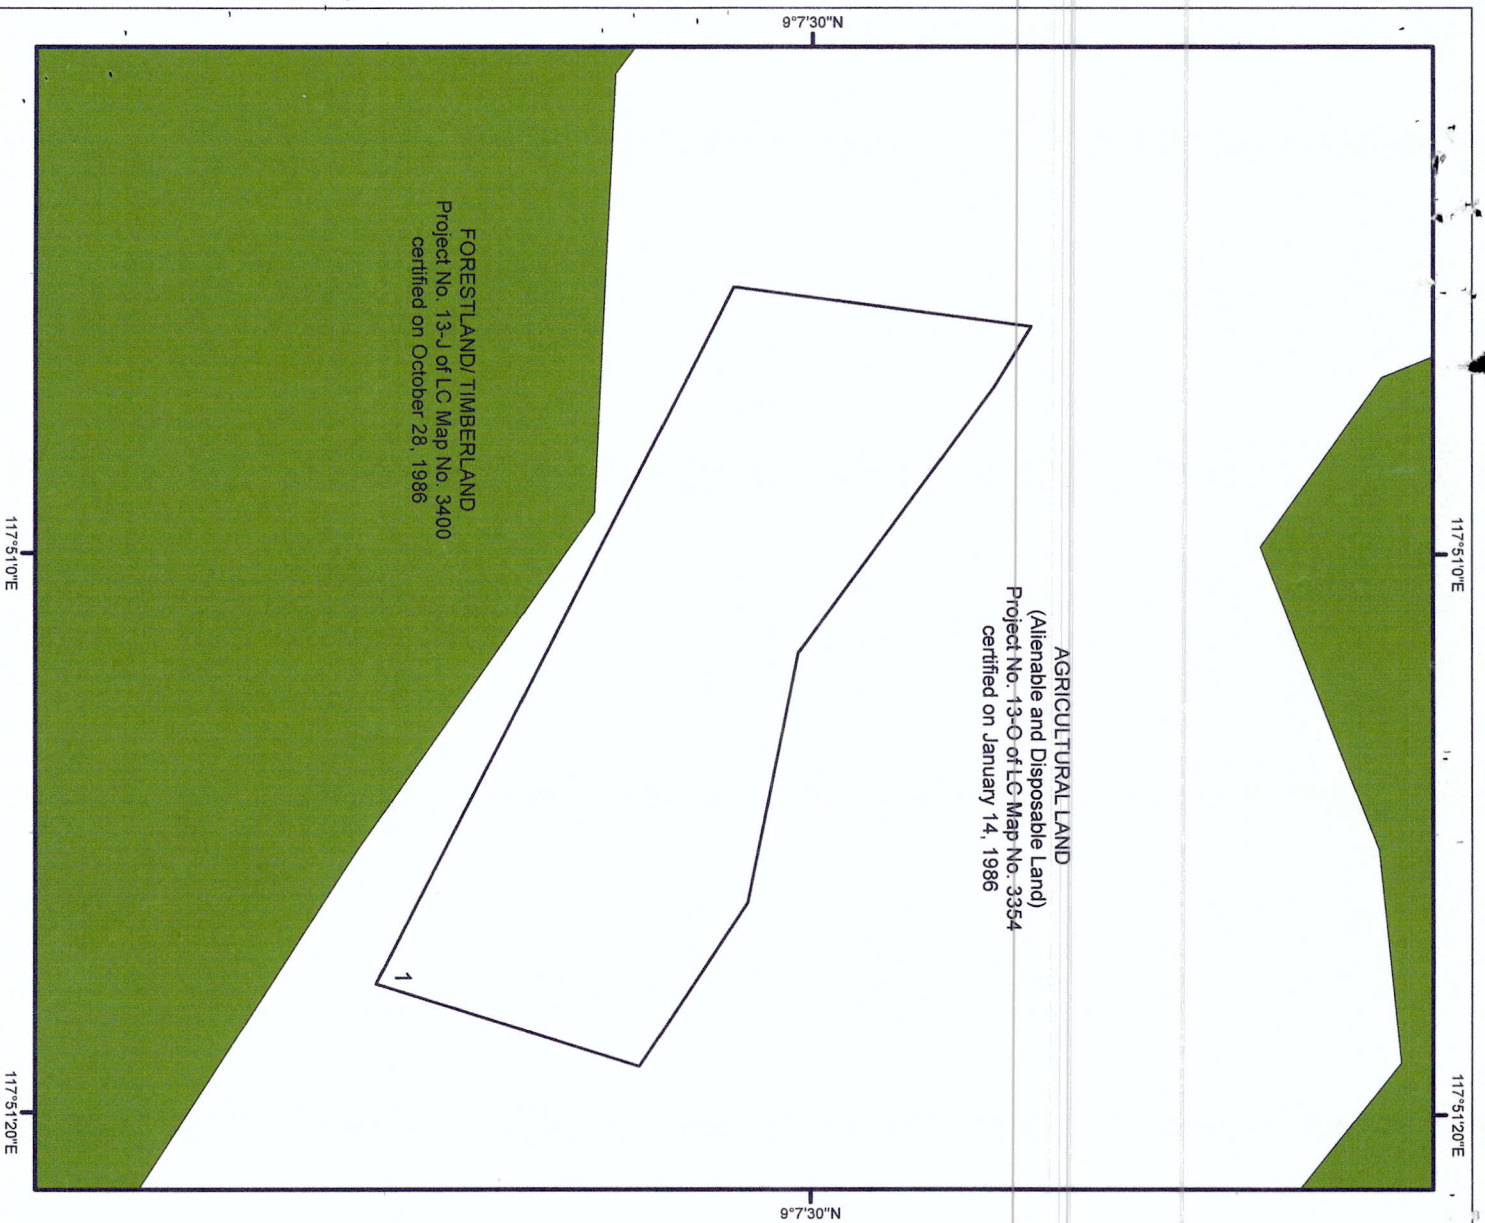 9°7'30"N
117°51'0"E
117°51'20"E
AGRICULTURAL LAND
(Alienable and Disposable Land)
Project No. 13-O of LC Map No. 3354
certified on January 14, 1986
FORESTLAND/ TIMBERLAND
Project No. 13-J of LC Map No. 3400
certified on October 28, 1986
1
117°51'0"E
117°51'20"E
9°7'30"N